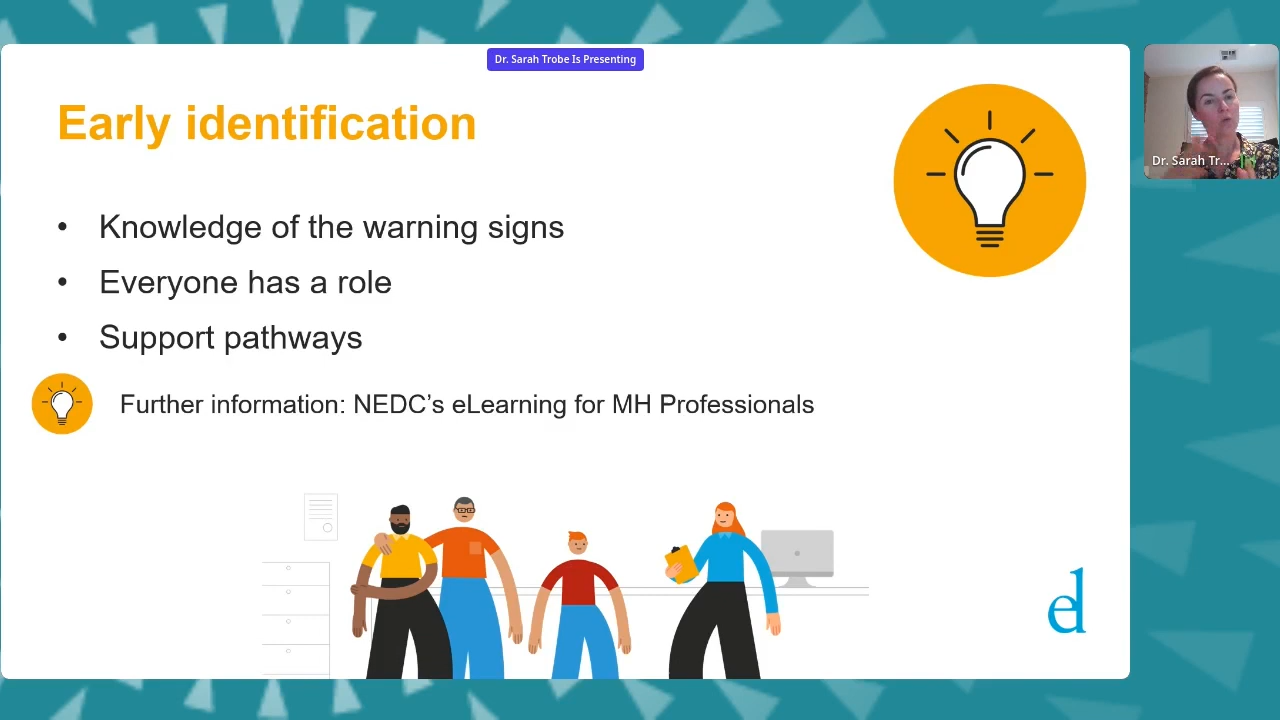 Dr. Sarah Trobe Is Presenting
Early identification
• Knowledge of the warning signs
• Everyone has a role
• Support pathways
Further information: NEDC’s eLearning for MH Professionals
Dr. Sarah Tr...
ed